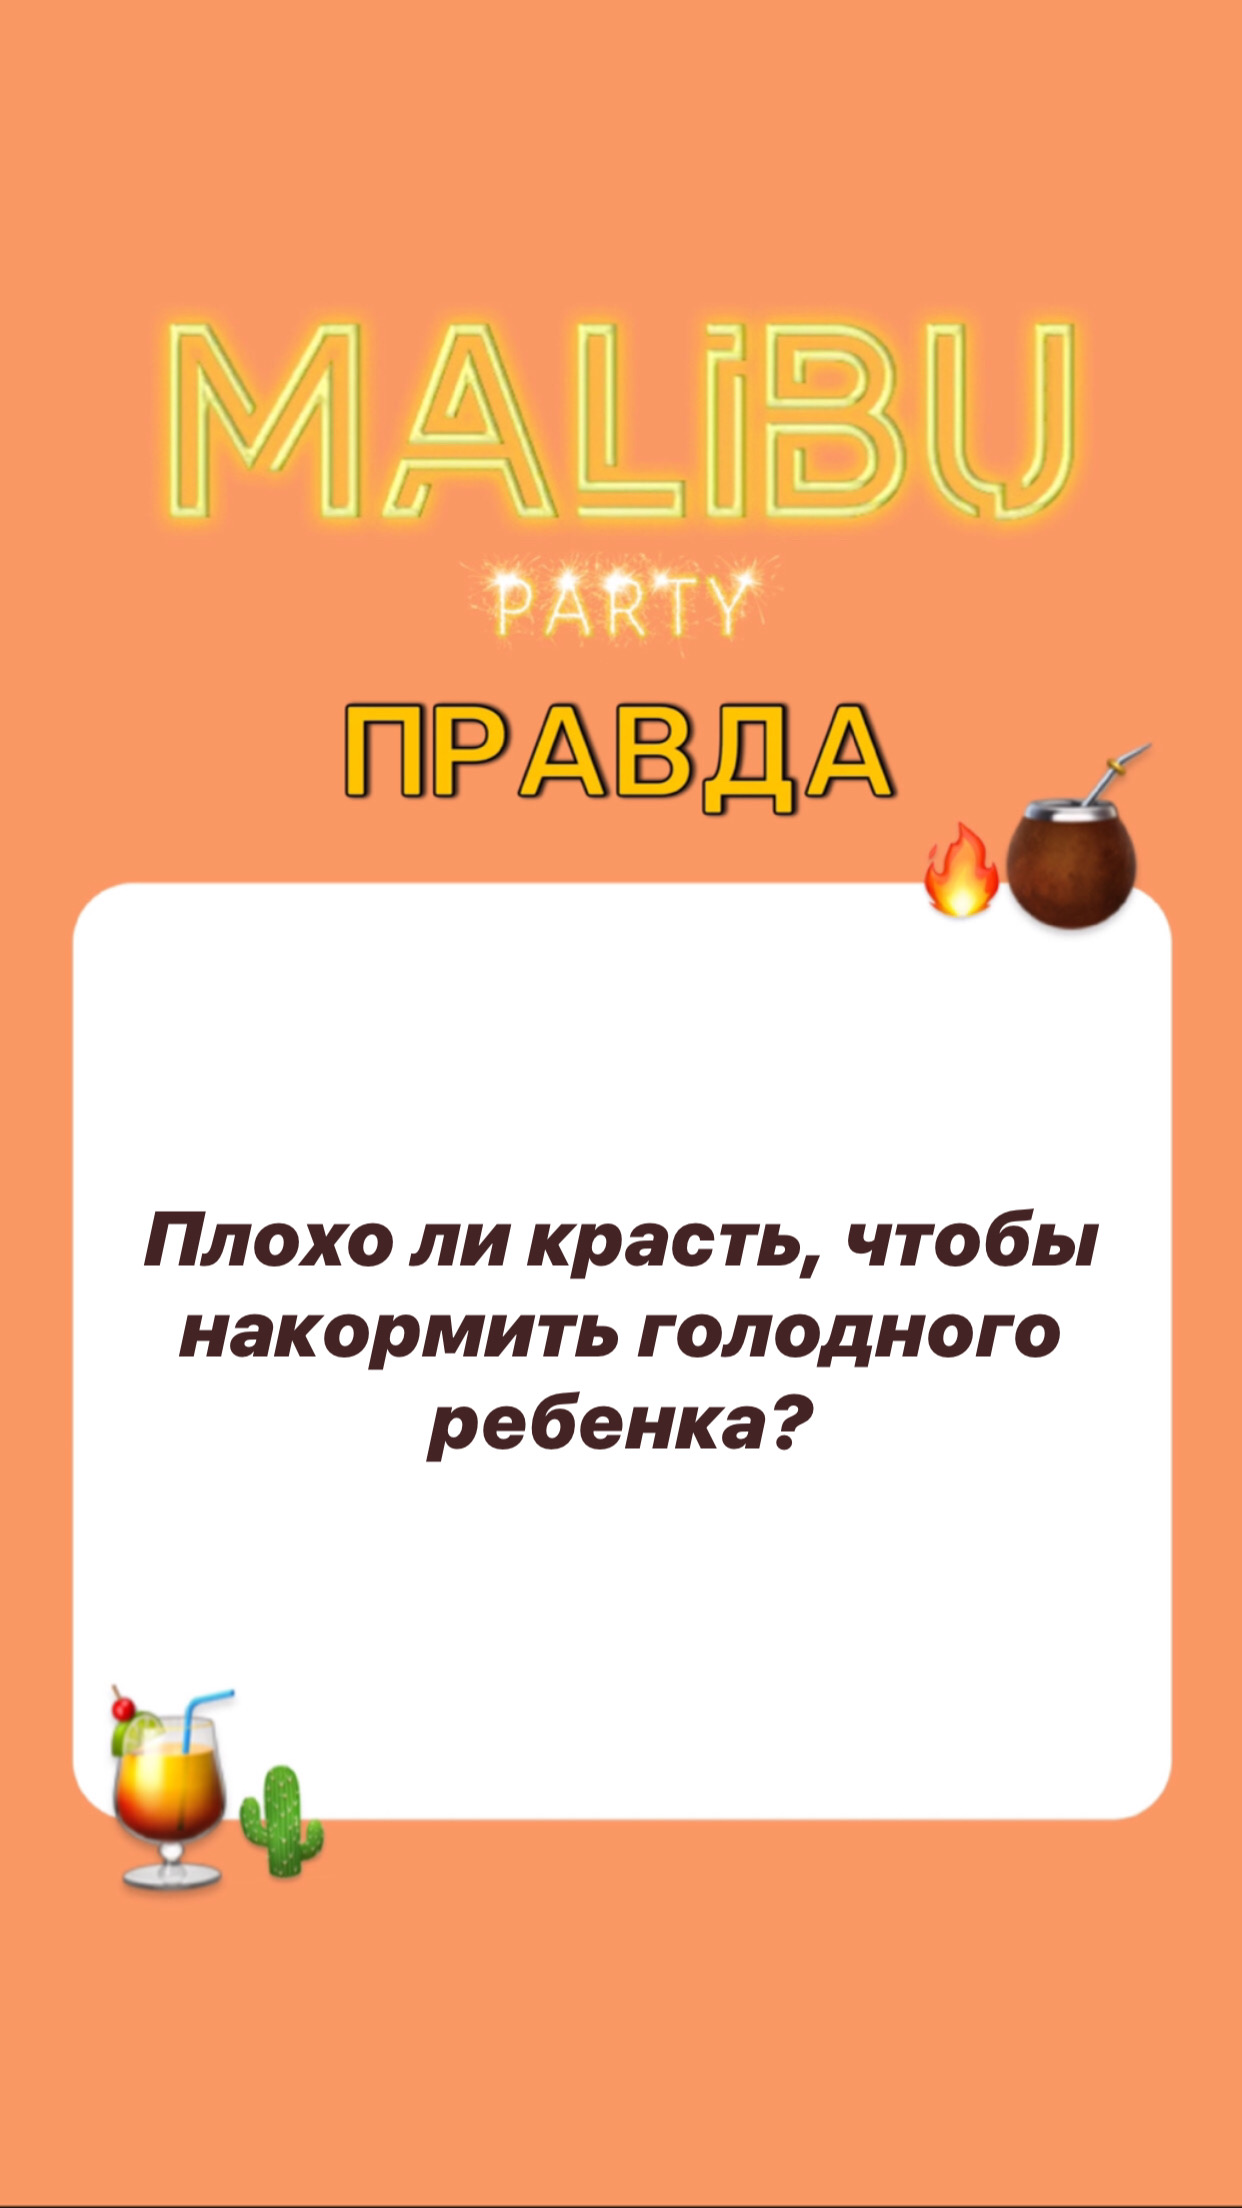 MALiBU
PARTY
ПРАВДА
Плохо ли красть, чтобы
накормить голодного
ребенка?